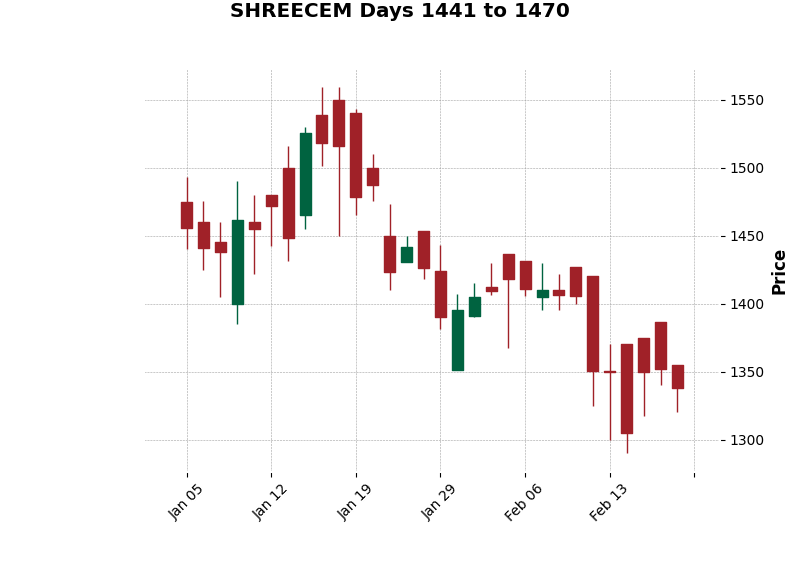 SHREECEM Days 1441 to 1470
1550
1500
1450
1400
1350
1300
Price
Jan 05
Jan 12
Jan 19
Jan 29
Feb 06
Feb 13